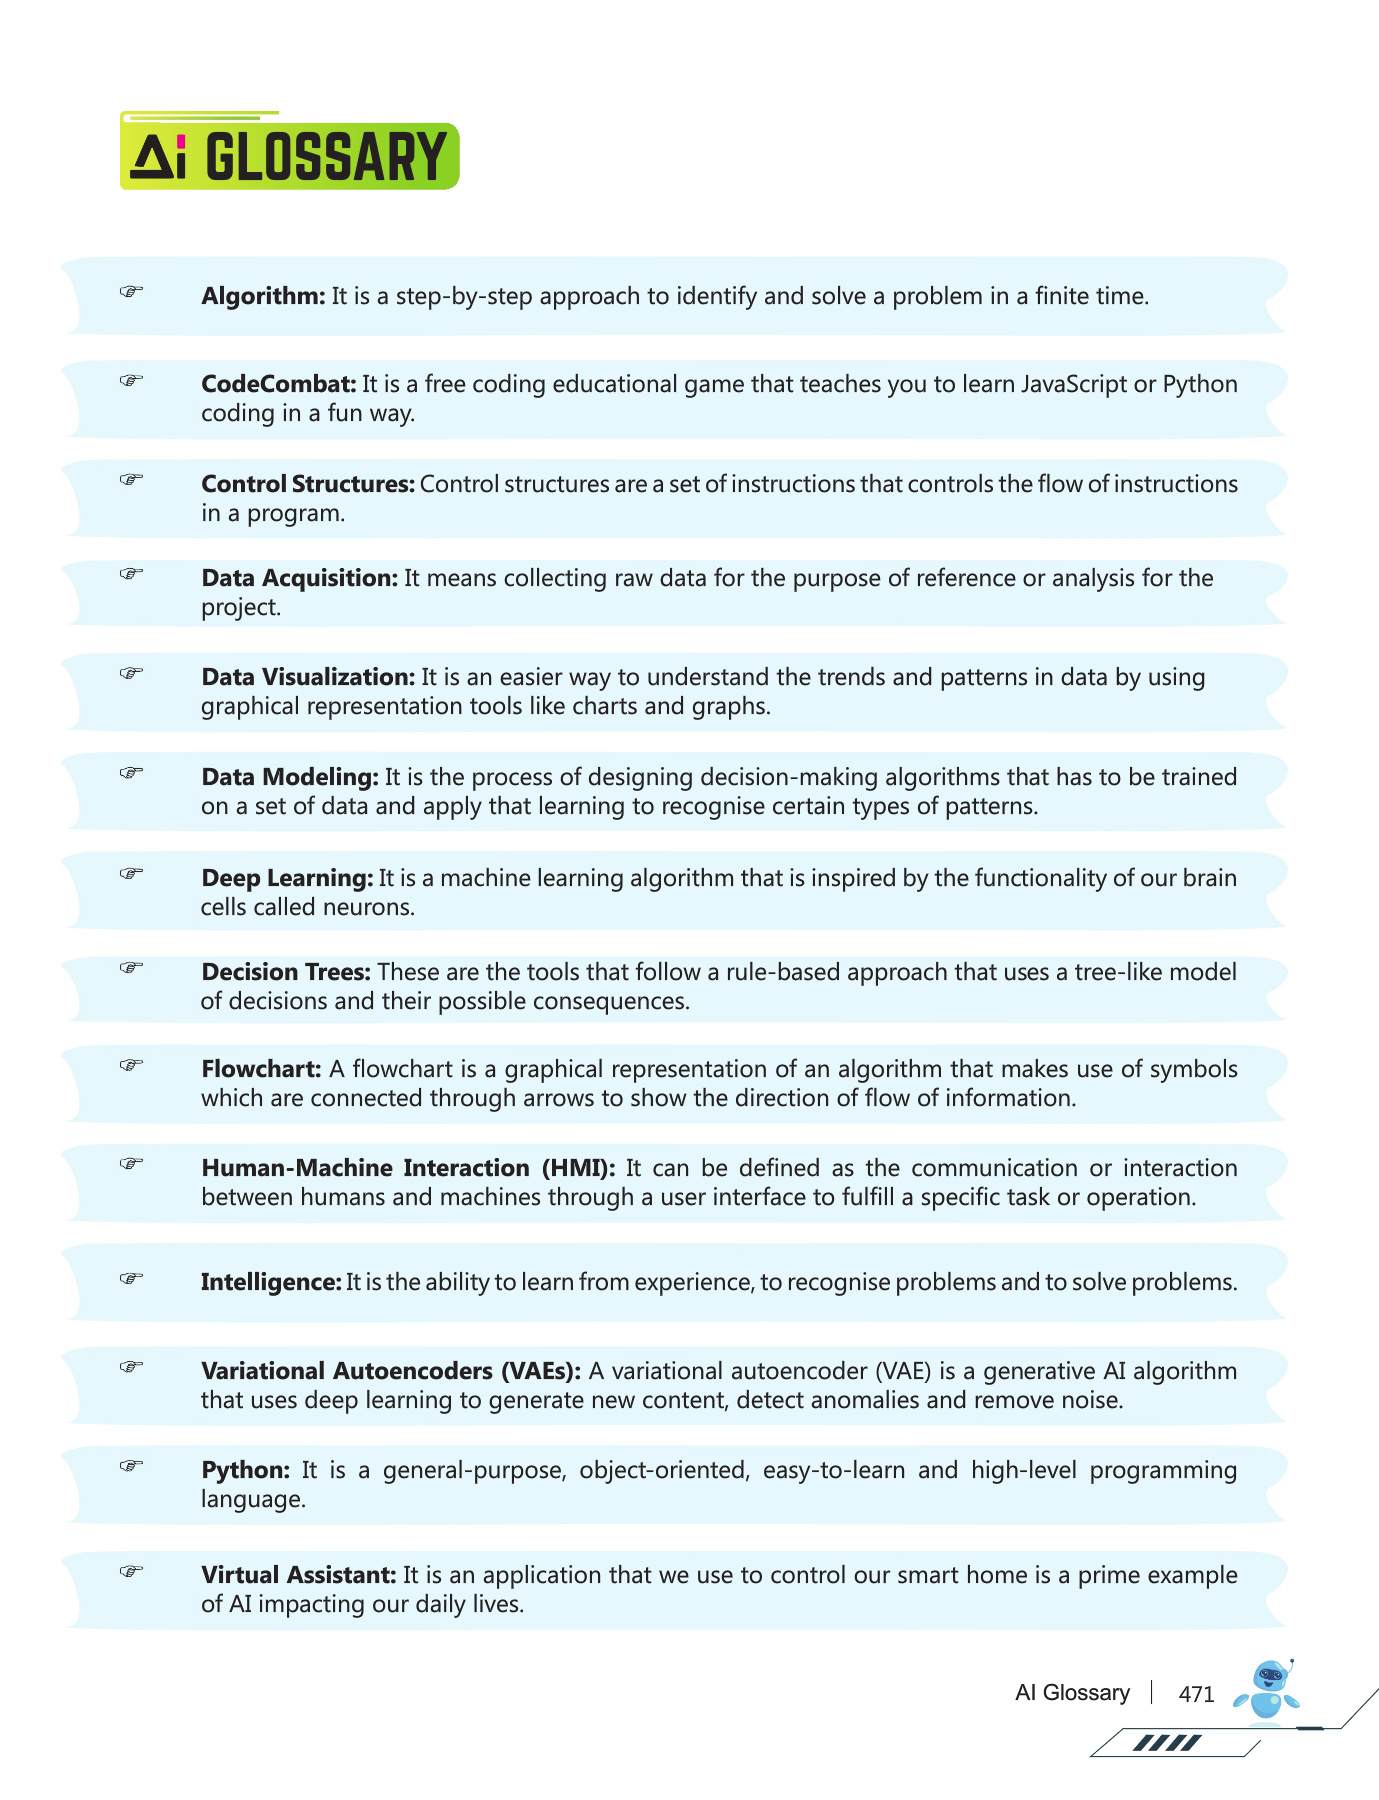 Ai GLOSSARY
☞ Algorithm: It is a step-by-step approach to identify and solve a problem in a finite time.
☞ CodeCombat: It is a free coding educational game that teaches you to learn JavaScript or Python
coding in a fun way.
☞ Control Structures: Control structures are a set of instructions that controls the flow of instructions
in a program.
☞ Data Acquisition: It means collecting raw data for the purpose of reference or analysis for the
project.
☞ Data Visualization: It is an easier way to understand the trends and patterns in data by using
graphical representation tools like charts and graphs.
☞ Data Modeling: It is the process of designing decision-making algorithms that has to be trained
on a set of data and apply that learning to recognise certain types of patterns.
☞ Deep Learning: It is a machine learning algorithm that is inspired by the functionality of our brain
cells called neurons.
☞ Decision Trees: These are the tools that follow a rule-based approach that uses a tree-like model
of decisions and their possible consequences.
☞ Flowchart: A flowchart is a graphical representation of an algorithm that makes use of symbols
which are connected through arrows to show the direction of flow of information.
☞ Human-Machine Interaction (HMI): It can be defined as the communication or interaction
between humans and machines through a user interface to fulfill a specific task or operation.
☞ Intelligence: It is the ability to learn from experience, to recognise problems and to solve problems.
☞ Variational Autoencoders (VAEs): A variational autoencoder (VAE) is a generative AI algorithm
that uses deep learning to generate new content, detect anomalies and remove noise.
☞ Python: It is a general-purpose, object-oriented, easy-to-learn and high-level programming
language.
☞ Virtual Assistant: It is an application that we use to control our smart home is a prime example
of AI impacting our daily lives.
AI Glossary | 471